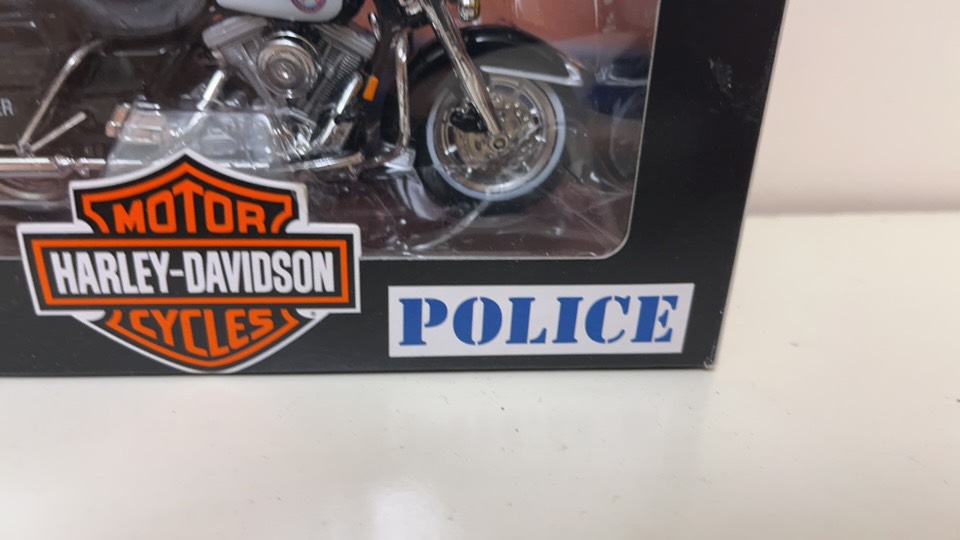 MOTOR
HARLEY-DAVIDSON
CYCLES
®
POLICE